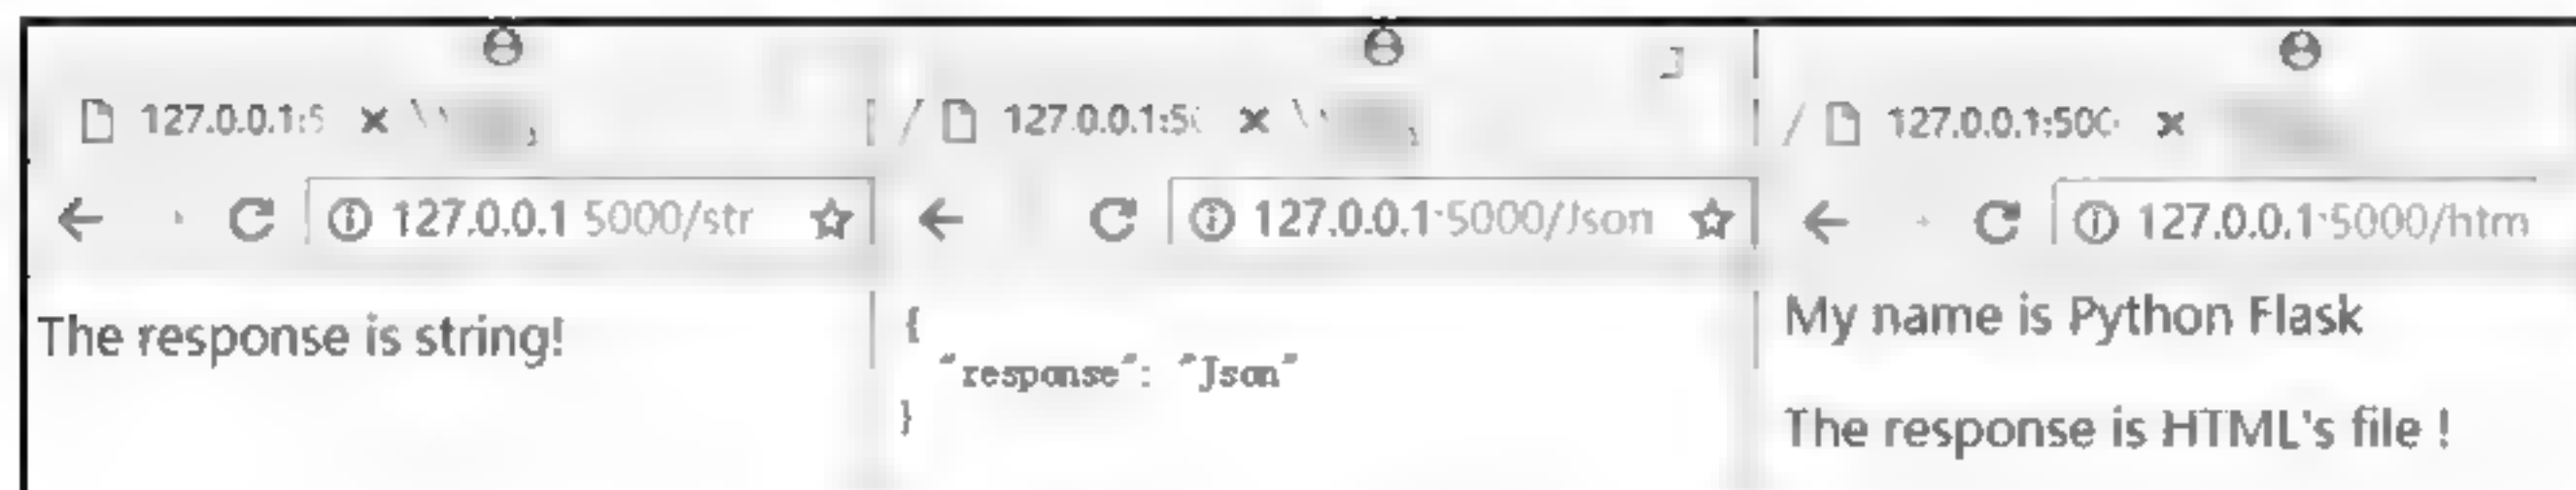 127.0.0.1:5
127.0.0.1:5000/str
The response is string!
127.0.0.1:50
127.0.0.1:5000/Json
{
"response": "Json"
}
127.0.0.1:500
127.0.0.1:5000/htm
My name is Python Flask
The response is HTML's file !